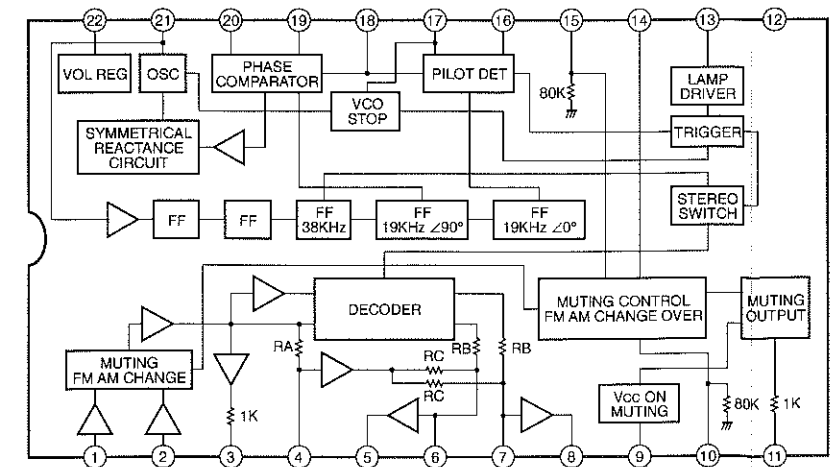 22 21 20 19 18 17 16 15 14 13 12
VOL REG
OSC
PHASE
COMPARATOR
PILOT DET
80K
LAMP
DRIVER
VCO
STOP
TRIGGER
SYMMETRICAL
REACTANCE
CIRCUIT
STEREO
SWITCH
FF
FF
FF
38KHz
FF
19KHz ∠90°
FF
19KHz ∠0°
DECODER
MUTING CONTROL
FM AM CHANGE OVER
MUTING
OUTPUT
RA
RB
RB
RC
RC
MUTING
FM AM CHANGE
1K
Vcc ON
MUTING
80K
1K
1 2 3 4 5 6 7 8 9 10 11